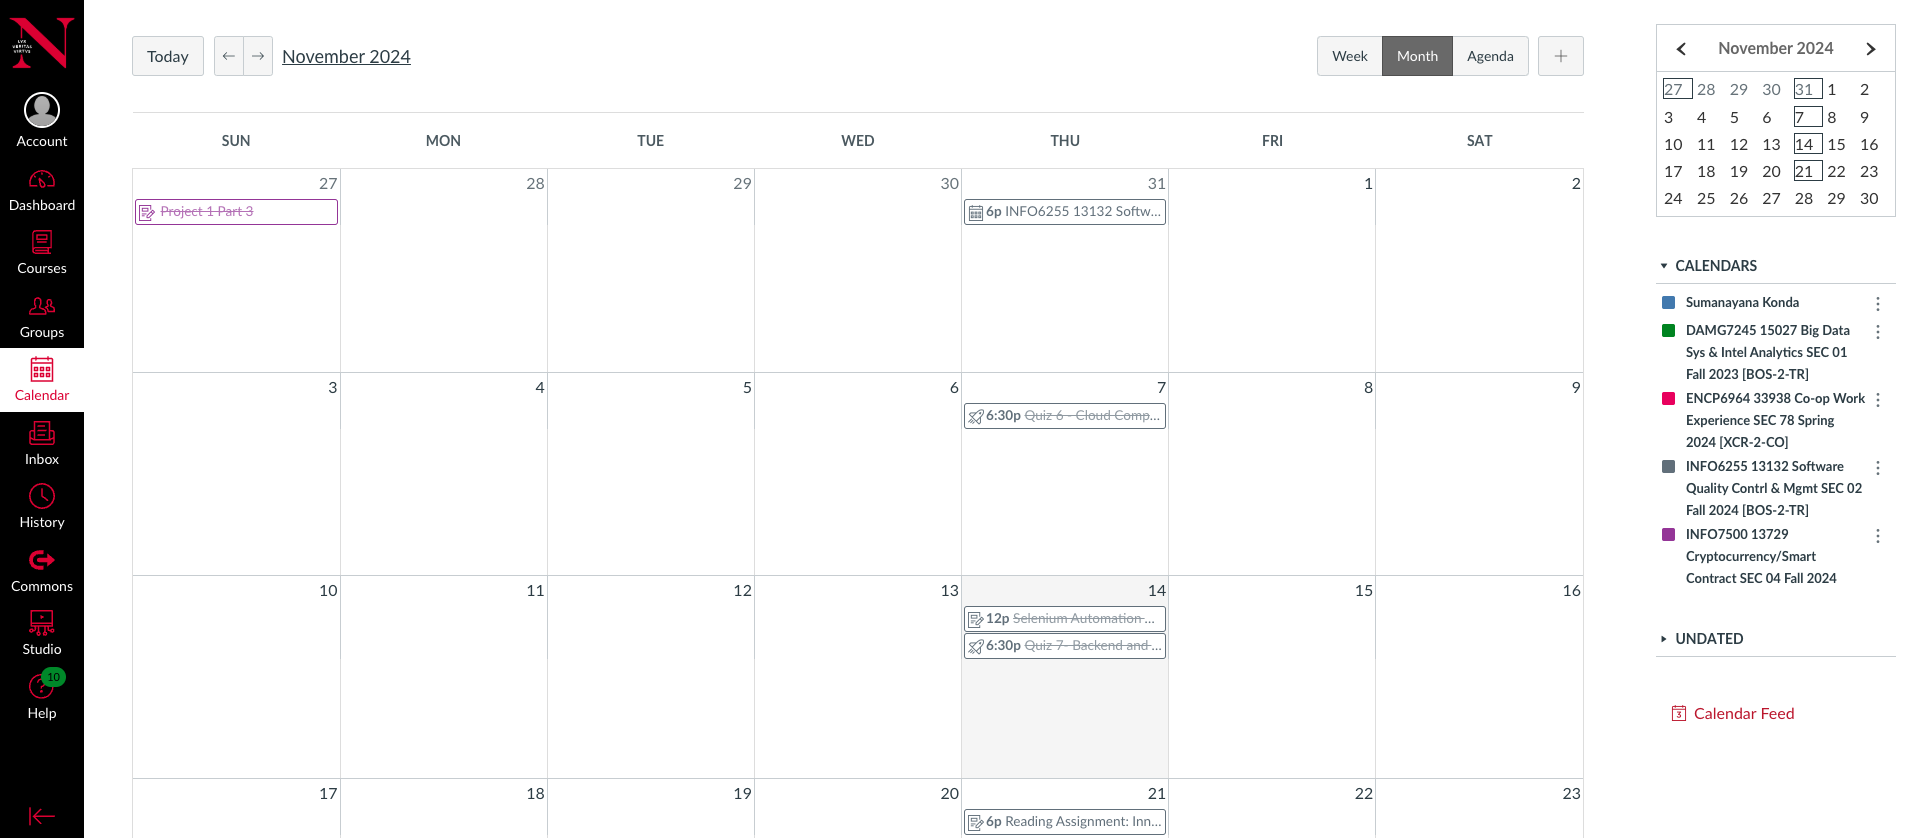 LVX
VERITAS
VIRTVS
Account
Dashboard
Courses
Groups
Calendar
Inbox
History
Commons
Studio
10
Help
Today
November 2024
Week
Month
Agenda
SUN MON TUE WED THU FRI SAT
27 28 29 30 31 1 2
Project 1 Part 3
6p INFO6255 13132 Softw...
3 4 5 6 7 8 9
6:30p Quiz 6 - Cloud Comp...
10 11 12 13 14 15 16
12p Selenium Automation ...
6:30p Quiz 7- Backend and ...
17 18 19 20 21 22 23
6p Reading Assignment: Inn...
November 2024
27 28 29 30 31 1 2
3 4 5 6 7 8 9
10 11 12 13 14 15 16
17 18 19 20 21 22 23
24 25 26 27 28 29 30
CALENDARS
Sumanayana Konda
DAMG7245 15027 Big Data
Sys & Intel Analytics SEC 01
Fall 2023 [BOS-2-TR]
ENCP6964 33938 Co-op Work
Experience SEC 78 Spring
2024 [XCR-2-CO]
INFO6255 13132 Software
Quality Contrl & Mgmt SEC 02
Fall 2024 [BOS-2-TR]
INFO7500 13729
Cryptocurrency/Smart
Contract SEC 04 Fall 2024
UNDATED
3
Calendar Feed